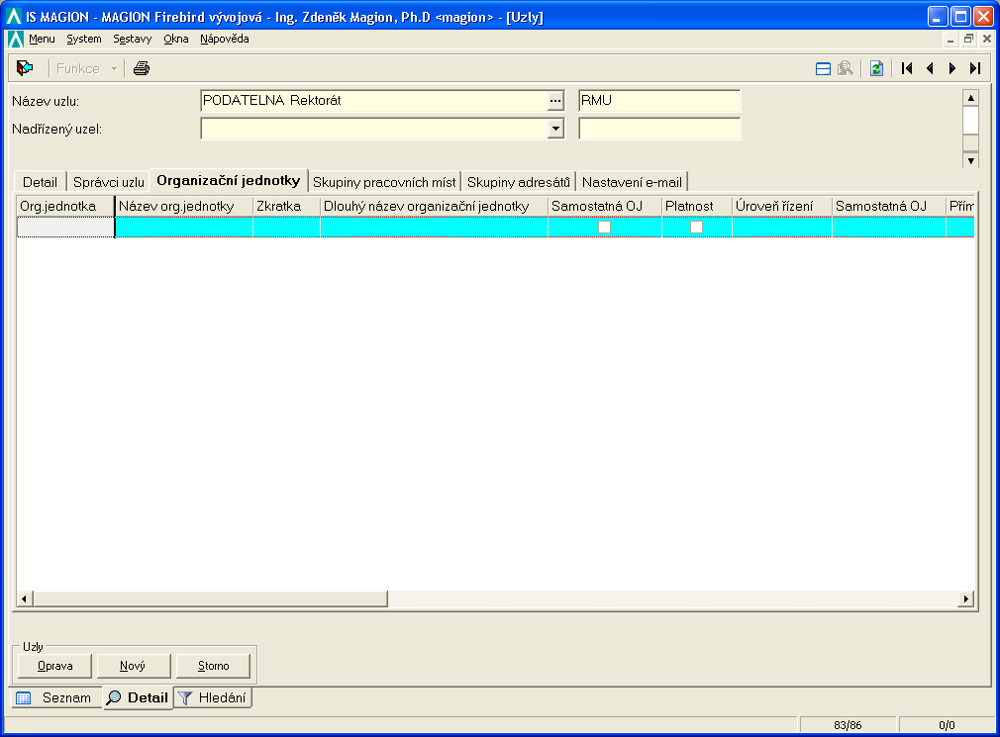 IS MAGION - MAGION Firebird vývojová - Ing. Zdeněk Magion, Ph.D <magion> - [Uzly]
Menu System Sestavy Okna Nápověda
Funkce
Název uzlu: PODATELNA Rektorát ... RMU
Nadřízený uzel:
Detail Správci uzlu Organizační jednotky Skupiny pracovních míst Skupiny adresátů Nastavení e-mail
Org.jednotka Název org.jednotky Zkratka Dlouhý název organizační jednotky Samostatná OJ Platnost Úroveň řízení Samostatná OJ Přím
Uzly
Oprava Nový Storno
Seznam Detail Hledání
83/86 0/0